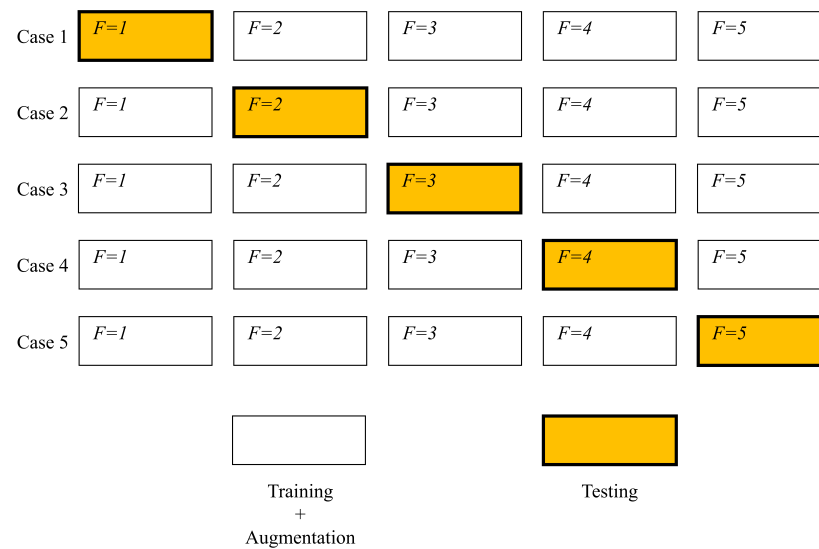 Case 1 F=1 F=2 F=3 F=4 F=5
Case 2 F=1 F=2 F=3 F=4 F=5
Case 3 F=1 F=2 F=3 F=4 F=5
Case 4 F=1 F=2 F=3 F=4 F=5
Case 5 F=1 F=2 F=3 F=4 F=5
Training Testing
+
Augmentation